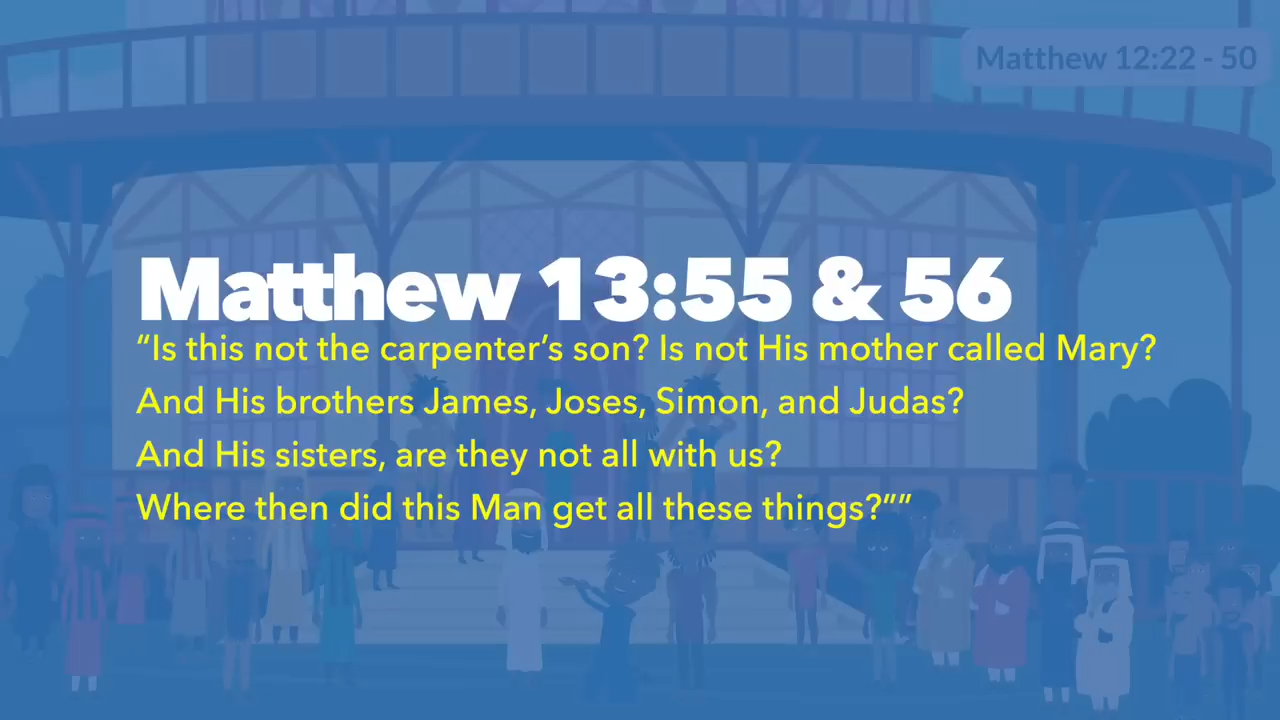 Matthew 12:22 - 50
Matthew 13:55 & 56
“Is this not the carpenter’s son? Is not His mother called Mary?
And His brothers James, Joses, Simon, and Judas?
And His sisters, are they not all with us?
Where then did this Man get all these things?””